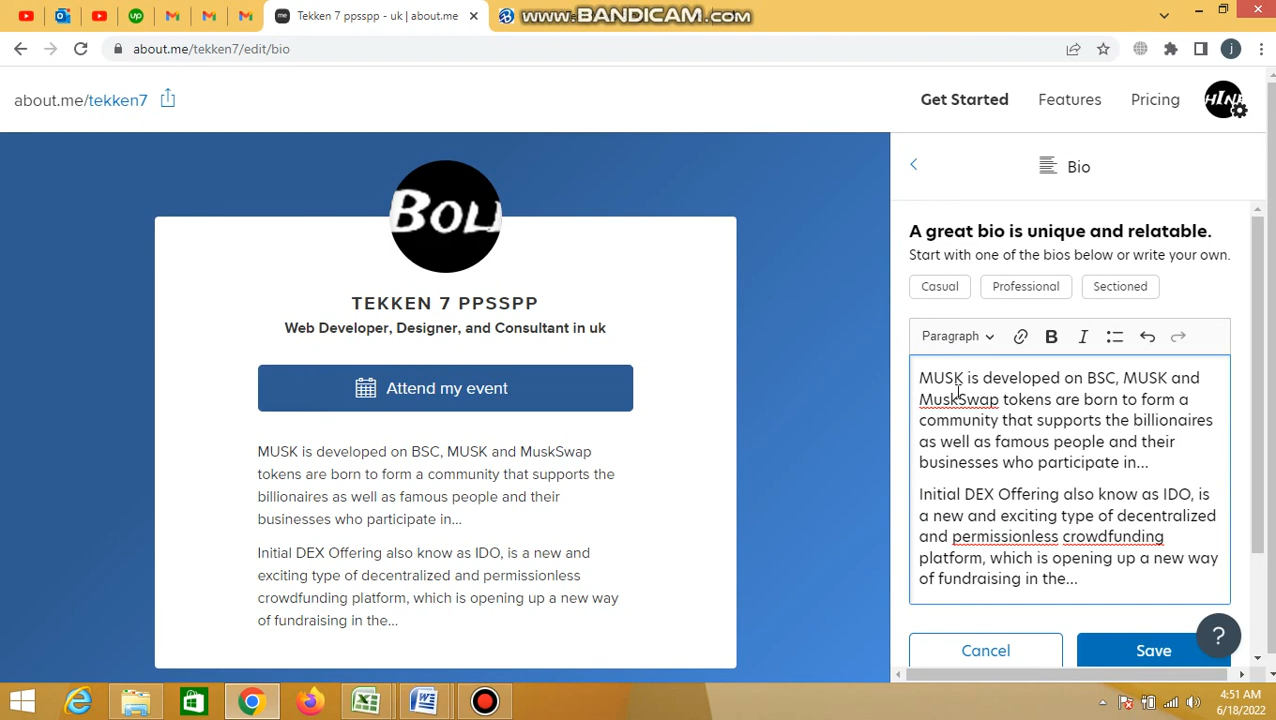 Tekken 7 ppsspp - uk | about.me
www.BANDICAM.com
about.me/tekken7/edit/bio
j
about.me/tekken7
Get Started
Features
Pricing
HINK
Bio
BOLD
TEKKEN 7 PPSSPP
Web Developer, Designer, and Consultant in uk
Attend my event
MUSK is developed on BSC, MUSK and MuskSwap
tokens are born to form a community that supports the
billionaires as well as famous people and their
businesses who participate in...
Initial DEX Offering also know as IDO, is a new and
exciting type of decentralized and permissionless
crowdfunding platform, which is opening up a new way
of fundraising in the...
A great bio is unique and relatable.
Start with one of the bios below or write your own.
Casual
Professional
Sectioned
Paragraph
B
I
MUSK is developed on BSC, MUSK and
MuskSwap tokens are born to form a
community that supports the billionaires
as well as famous people and their
businesses who participate in...
Initial DEX Offering also know as IDO, is
a new and exciting type of decentralized
and permissionless crowdfunding
platform, which is opening up a new way
of fundraising in the...
Cancel
Save
?
4:51 AM
6/18/2022